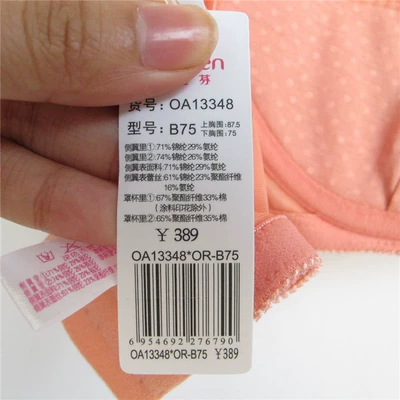 en
芬
货号: OA13348
型号: B75 上胸围: 87.5
下胸围: 75
侧翼里①: 71%锦纶29%氨纶
侧翼里②: 74%锦纶26%氨纶
侧翼表面料: 71%锦纶29%氨纶
侧翼表蕾丝: 61%锦纶23%聚酯纤维
16%氨纶
罩杯里①: 67%聚酯纤维33%棉
(涂料印花除外)
罩杯里②: 65%聚酯纤维35%棉
¥ 389
OA13348*OR-B75
6 954692 276790
OA13348*OR-B75 ¥389